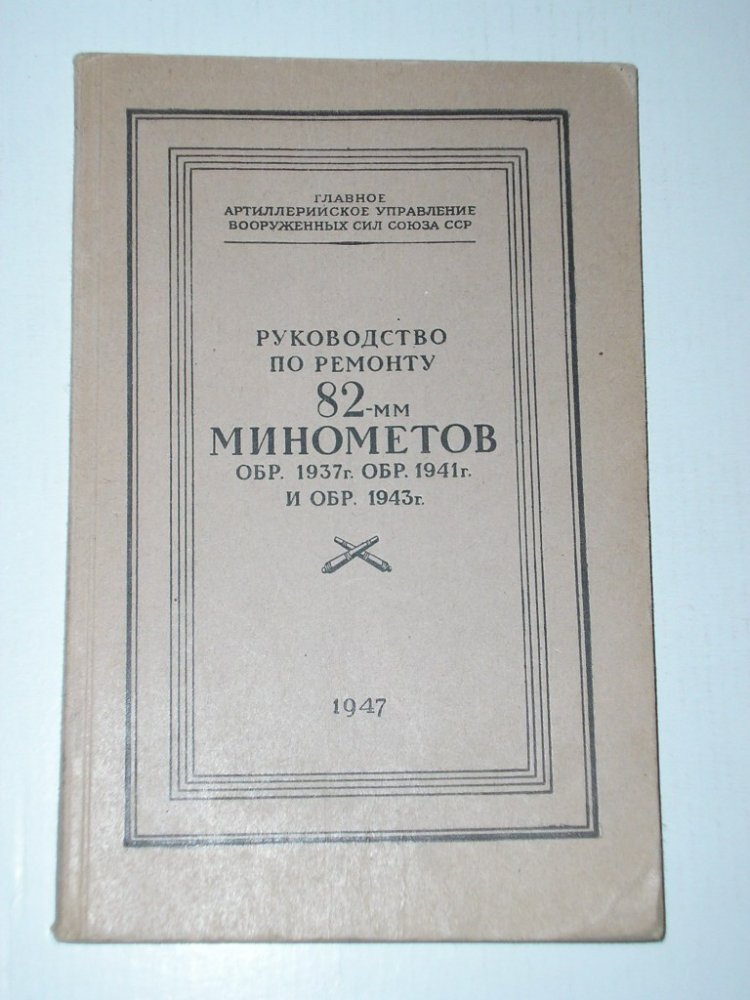 ГЛАВНОЕ
АРТИЛЛЕРИЙСКОЕ УПРАВЛЕНИЕ
ВООРУЖЕННЫХ СИЛ СОЮЗА ССР
РУКОВОДСТВО
ПО РЕМОНТУ
82-мм
МИНОМЕТОВ
ОБР. 1937г. ОБР. 1941г.
И ОБР. 1943г.
1947